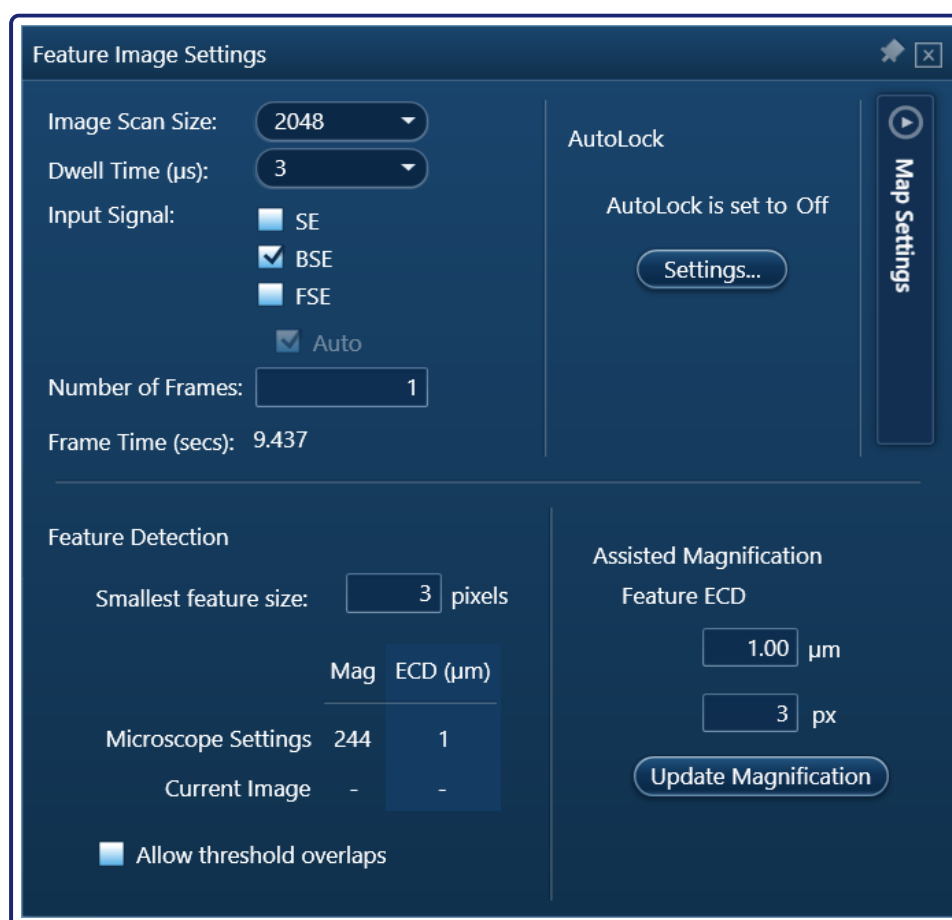 Feature Image Settings
Image Scan Size: 2048
Dwell Time (µs): 3
Input Signal: SE
BSE
FSE
Auto
Number of Frames: 1
Frame Time (secs): 9.437
AutoLock
AutoLock is set to Off
Settings...
Map Settings
Feature Detection
Smallest feature size: 3 pixels
Mag ECD (µm)
Microscope Settings 244 1
Current Image - -
Allow threshold overlaps
Assisted Magnification
Feature ECD
1.00 µm
3 px
Update Magnification